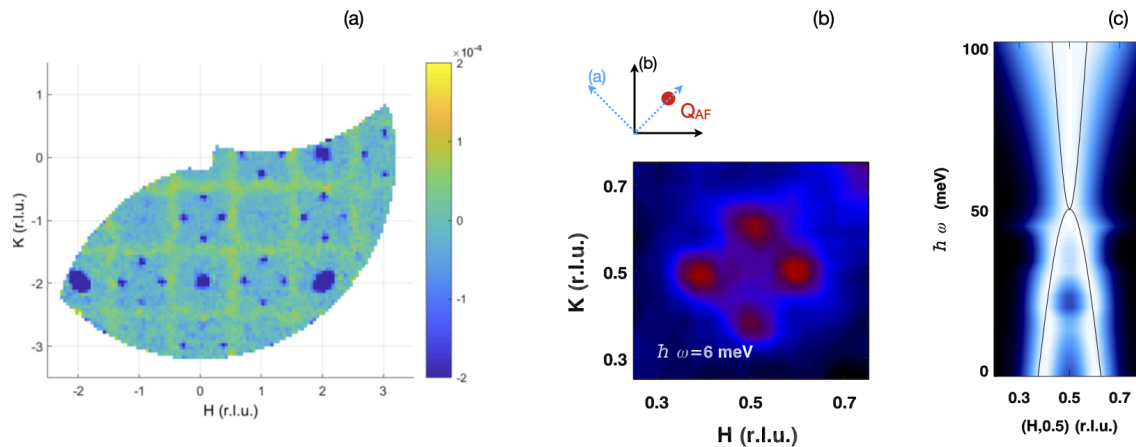 (a)
×10⁻⁴
2
1
0
-1
-2
1
0
-1
-2
-3
K (r.l.u.)
-2 -1 0 1 2 3
H (r.l.u.)
(b)
(b)
(a)
QAF
0.7
0.5
0.3
K (r.l.u.)
ħ ω=6 meV
0.3 0.5 0.7
H (r.l.u.)
(c)
100
50
0
ħ ω (meV)
0.3 0.5 0.7
(H,0.5) (r.l.u.)